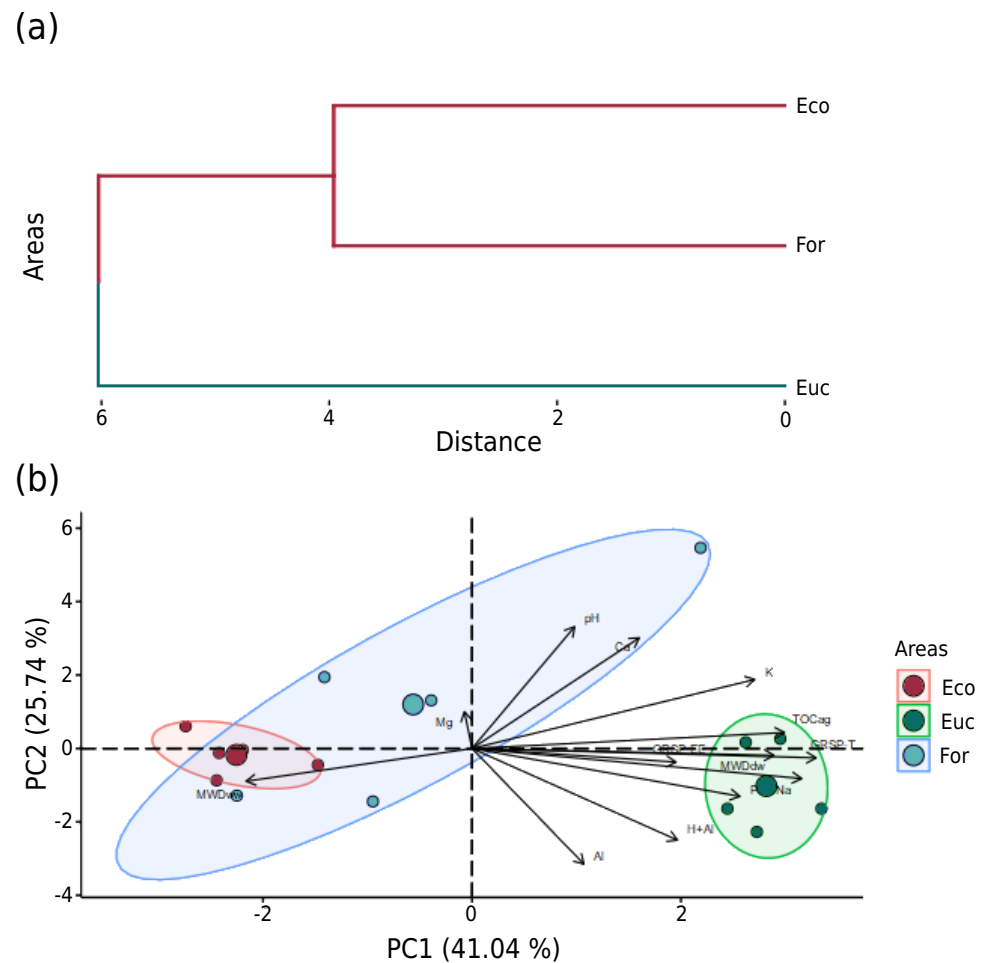 (a)
Eco
For
Euc
Areas
6 4 2 0
Distance
(b)
6
4
2
0
-2
-4
PC2 (25.74 %)
pH
Ca
K
Mg
TOCag
GRSP-T
MWDdw
Na
MWDww
H+Al
Al
-2 0 2
PC1 (41.04 %)
Areas
Eco
Euc
For